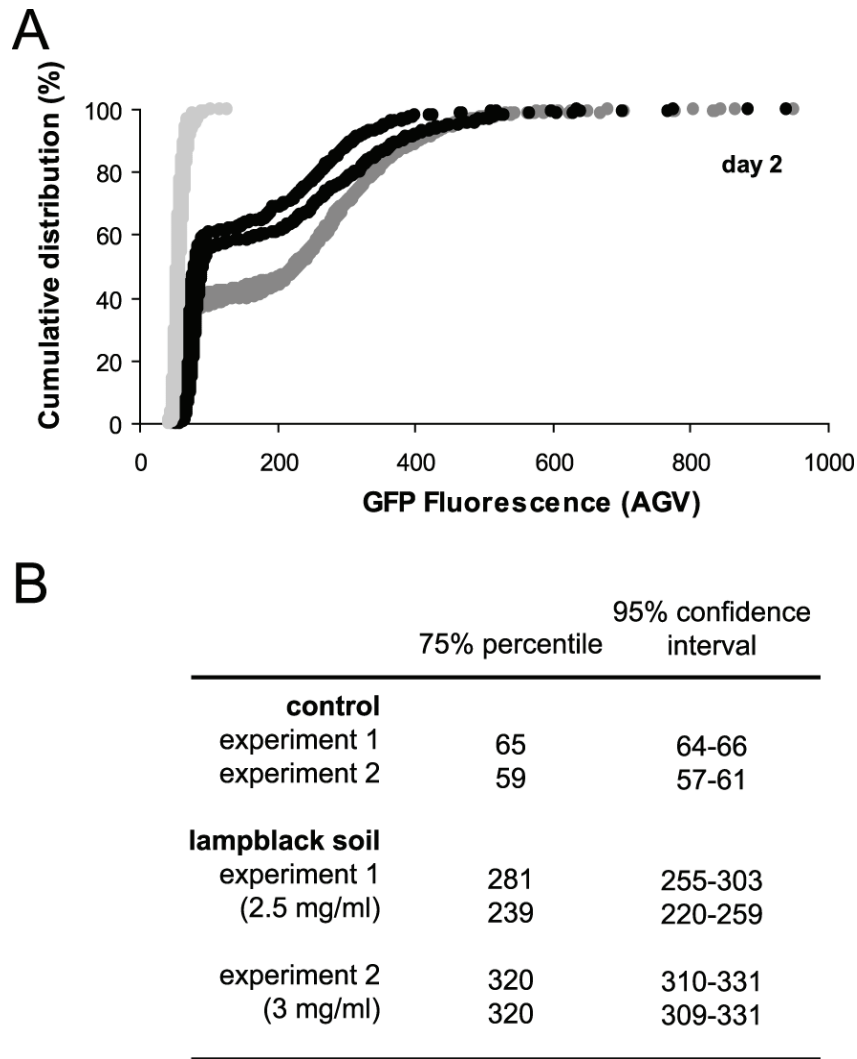 A
Cumulative distribution (%)
100
80
60
40
20
0
day 2
0 200 400 600 800 1000
GFP Fluorescence (AGV)
B
75% percentile 95% confidence interval
control
experiment 1 65 64-66
experiment 2 59 57-61
lampblack soil
experiment 1 281 255-303
(2.5 mg/ml) 239 220-259
experiment 2 320 310-331
(3 mg/ml) 320 309-331